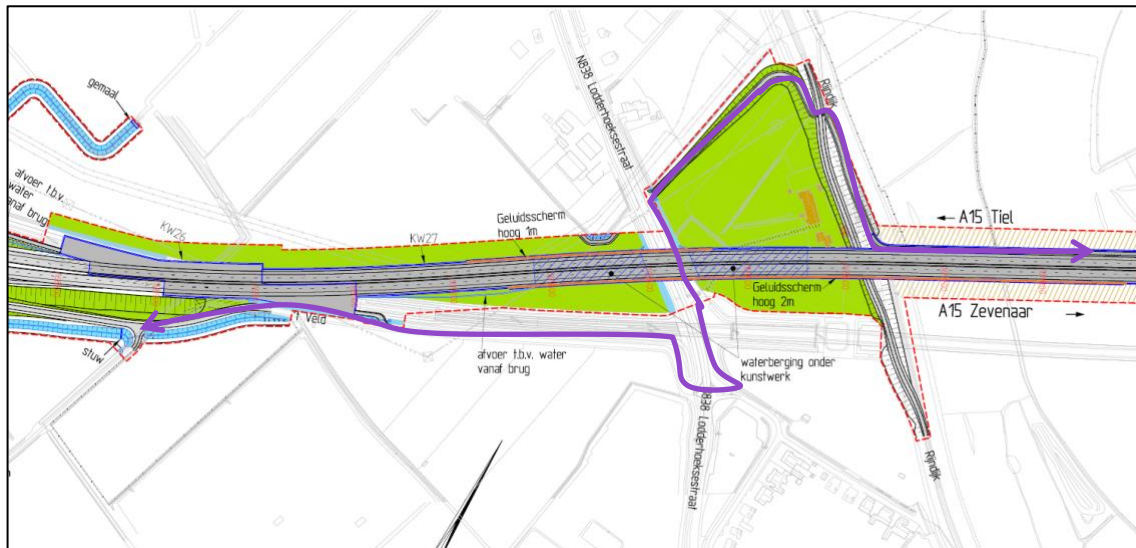 gemaal
N838 Lodderhoeksestraat
Rijndijk
afvoer t.b.v.
water
vanaf brug
KW26
KW27
Geluidsscherm
hoog 1m
A15 Tiel
Geluidsscherm
hoog 2m
A15 Zevenaar
't Veld
stuw
afvoer t.b.v. water
vanaf brug
waterberging onder
kunstwerk
838 Lodderhoeksestraat
Rijndijk